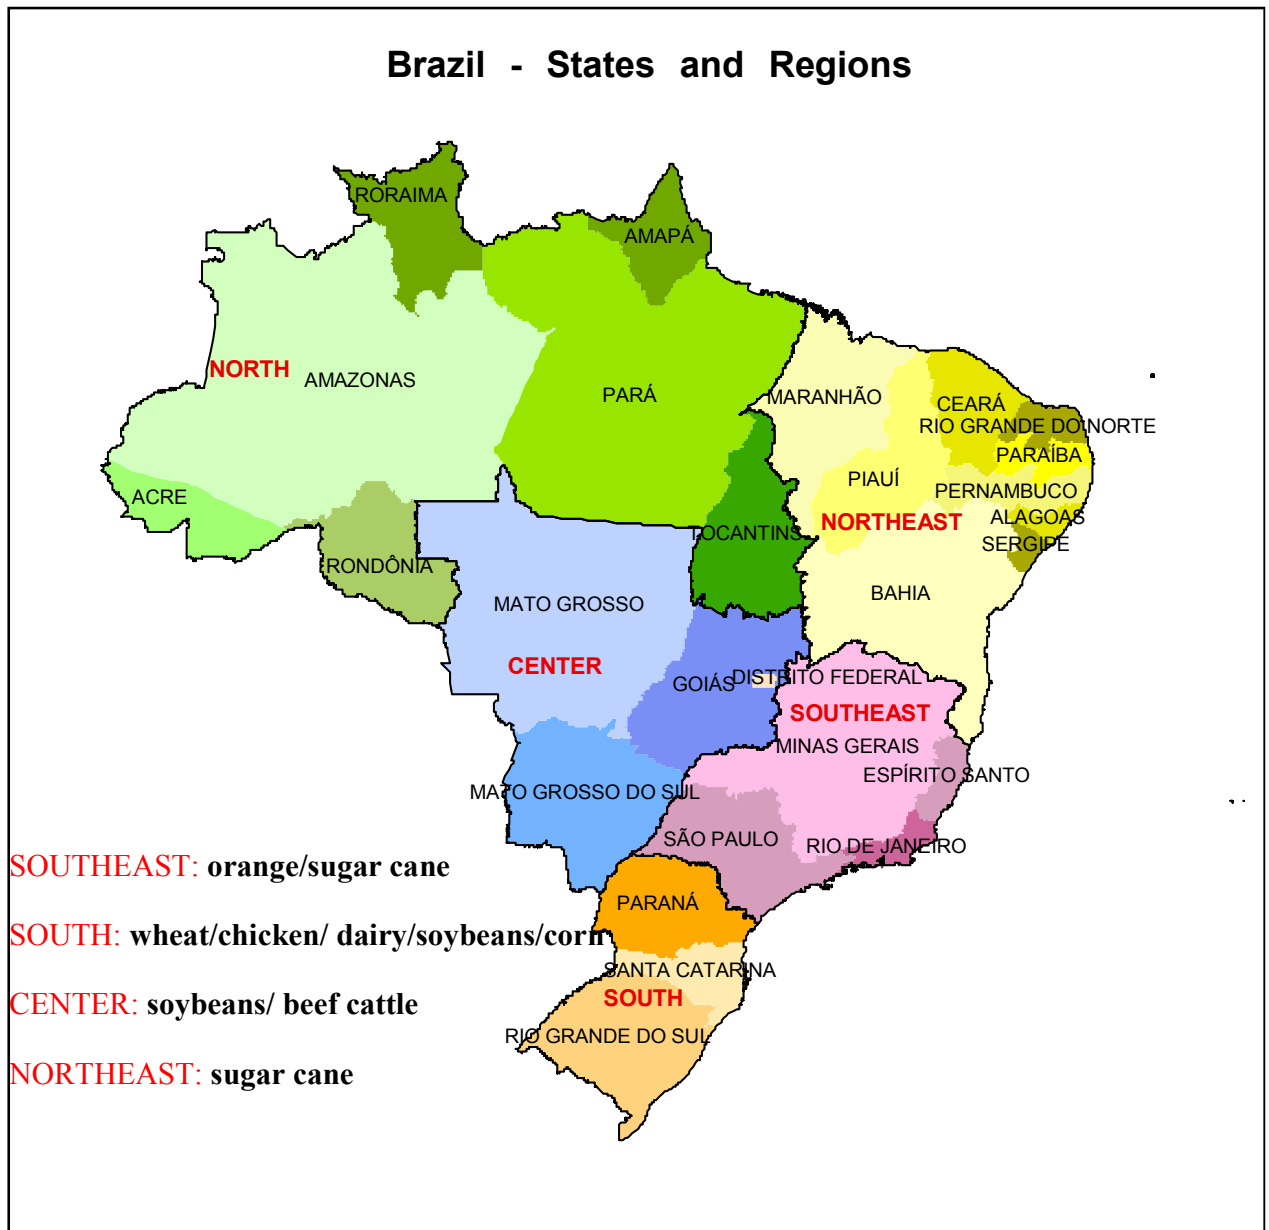 Brazil - States and Regions
RORAIMA
AMAPÁ
NORTH
AMAZONAS
PARÁ
MARANHÃO
CEARÁ
RIO GRANDE DO NORTE
PARAÍBA
PIAUÍ
PERNAMBUCO
ACRE
NORTHEAST
ALAGOAS
TOCANTINS
SERGIPE
RONDÔNIA
BAHIA
MATO GROSSO
CENTER
GOIÁS
DISTRITO FEDERAL
SOUTHEAST
MINAS GERAIS
ESPÍRITO SANTO
MATO GROSSO DO SUL
SÃO PAULO
RIO DE JANEIRO
SOUTHEAST: orange/sugar cane
PARANÁ
SOUTH: wheat/chicken/ dairy/soybeans/corn
SANTA CATARINA
SOUTH
CENTER: soybeans/ beef cattle
RIO GRANDE DO SUL
NORTHEAST: sugar cane